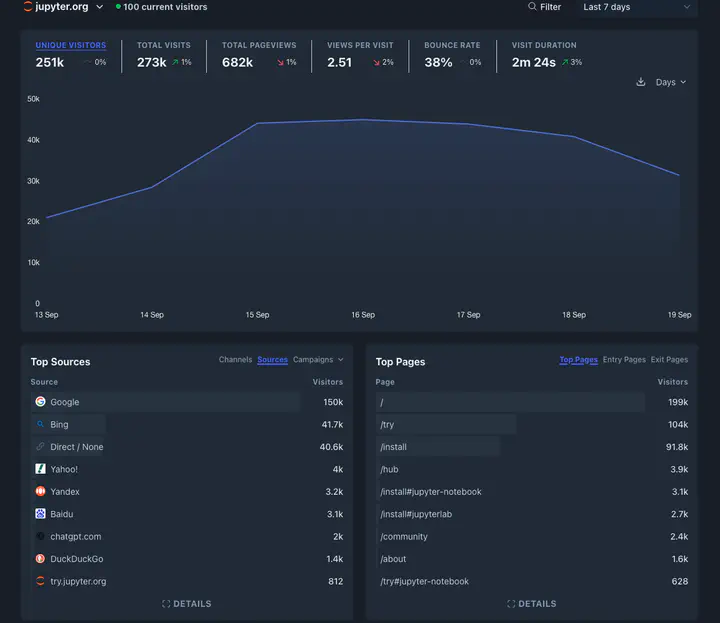 jupyter.org 100 current visitors Filter Last 7 days
UNIQUE VISITORS TOTAL VISITS TOTAL PAGEVIEWS VIEWS PER VISIT BOUNCE RATE VISIT DURATION
251k 0% 273k 1% 682k 1% 2.51 2% 38% 0% 2m 24s 3%
Days
50k
40k
30k
20k
10k
0
13 Sep 14 Sep 15 Sep 16 Sep 17 Sep 18 Sep 19 Sep
Top Sources Channels Sources Campaigns
Source Visitors
Google 150k
Bing 41.7k
Direct / None 40.6k
Yahoo! 4k
Yandex 3.2k
Baidu 3.1k
chatgpt.com 2k
DuckDuckGo 1.4k
try.jupyter.org 812
DETAILS
Top Pages Top Pages Entry Pages Exit Pages
Page Visitors
/ 199k
/try 104k
/install 91.8k
/hub 3.9k
/install#jupyter-notebook 3.1k
/install#jupyterlab 2.7k
/community 2.4k
/about 1.6k
/try#jupyter-notebook 628
DETAILS